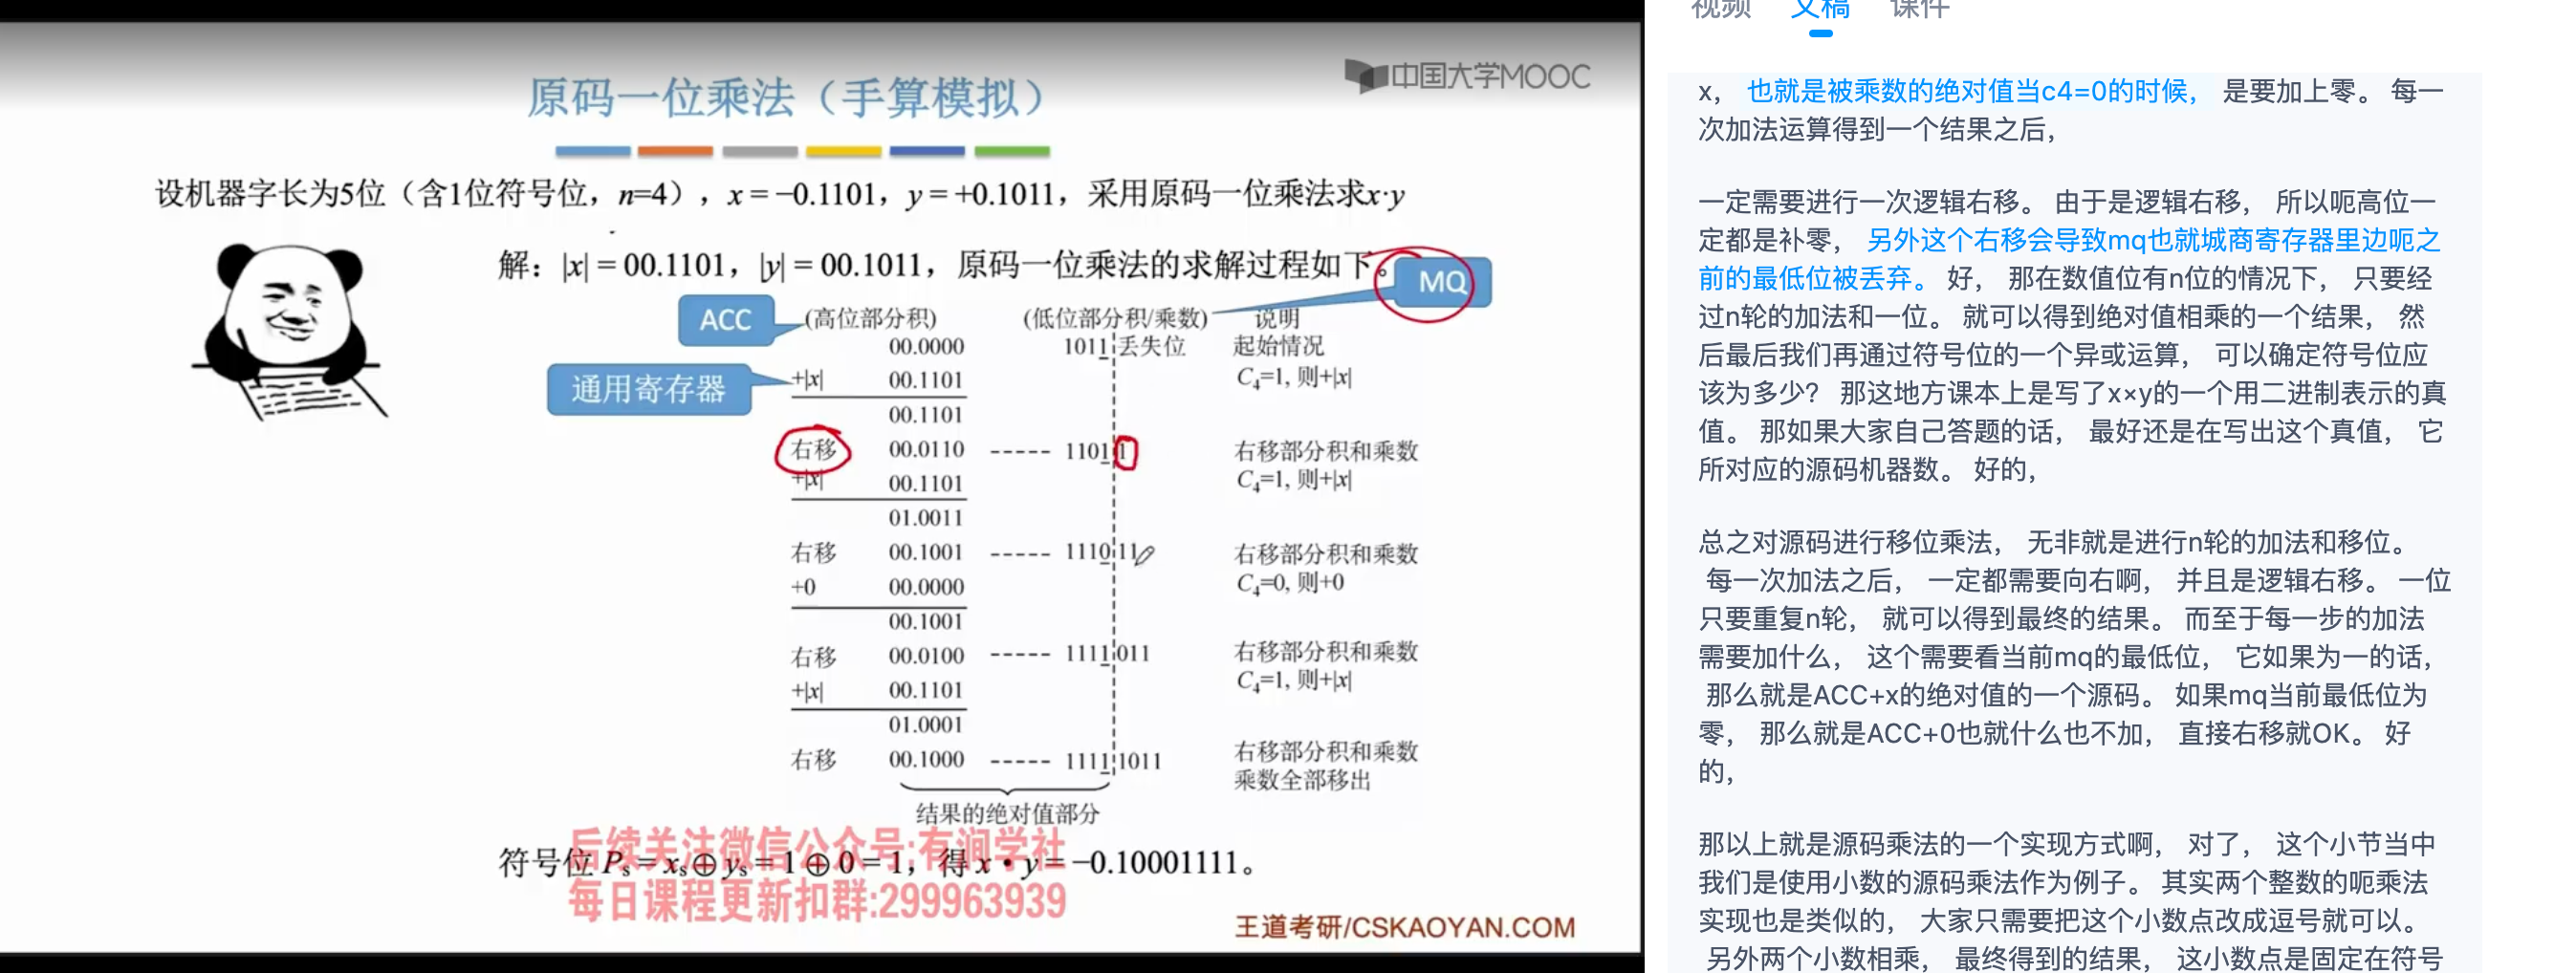 中国大学MOOC
原码一位乘法（手算模拟）
设机器字长为5位（含1位符号位，n=4），x = −0.1101，y = +0.1011，采用原码一位乘法求x·y
解：|x| = 00.1101，|y| = 00.1011，原码一位乘法的求解过程如下。
MQ
ACC
(高位部分积) (低位部分积/乘数) 说明
00.0000 1011 丢失位 起始情况
通用寄存器
+|x| 00.1101 C4=1, 则+|x|
00.1101
右移 00.0110 ----- 1101 1 右移部分积和乘数
+|x| 00.1101 C4=1, 则+|x|
01.0011
右移 00.1001 ----- 1110 11 右移部分积和乘数
+0 00.0000 C4=0, 则+0
00.1001
右移 00.0100 ----- 1111 011 右移部分积和乘数
+|x| 00.1101 C4=1, 则+|x|
01.0001
右移 00.1000 ----- 1111 1011 右移部分积和乘数
乘数全部移出
结果的绝对值部分
后续关注微信公众号:有涧学社
符号位 Ps = xs⊕ys = 1⊕0 = 1，得 x • y = −0.10001111。
每日课程更新扣群:299963939
王道考研/CSKAOYAN.COM
视频 文稿 课件
x， 也就是被乘数的绝对值当c4=0的时候， 是要加上零。 每一
次加法运算得到一个结果之后，
一定需要进行一次逻辑右移。 由于是逻辑右移， 所以呃高位一
定都是补零， 另外这个右移会导致mq也就城商寄存器里边呃之
前的最低位被丢弃。 好， 那在数值位有n位的情况下， 只要经
过n轮的加法和一位。 就可以得到绝对值相乘的一个结果， 然
后最后我们再通过符号位的一个异或运算， 可以确定符号位应
该为多少？ 那这地方课本上是写了x×y的一个用二进制表示的真
值。 那如果大家自己答题的话， 最好还是在写出这个真值， 它
所对应的源码机器数。 好的，
总之对源码进行移位乘法， 无非就是进行n轮的加法和移位。
每一次加法之后， 一定都需要向右啊， 并且是逻辑右移。 一位
只要重复n轮， 就可以得到最终的结果。 而至于每一步的加法
需要加什么， 这个需要看当前mq的最低位， 它如果为一的话，
那么就是ACC+x的绝对值的一个源码。 如果mq当前最低位为
零， 那么就是ACC+0也就什么也不加， 直接右移就OK。 好
的，
那以上就是源码乘法的一个实现方式啊， 对了， 这个小节当中
我们是使用小数的源码乘法作为例子。 其实两个整数的呃乘法
实现也是类似的， 大家只需要把这个小数点改成逗号就可以。
另外两个小数相乘， 最终得到的结果， 这小数点是固定在符号